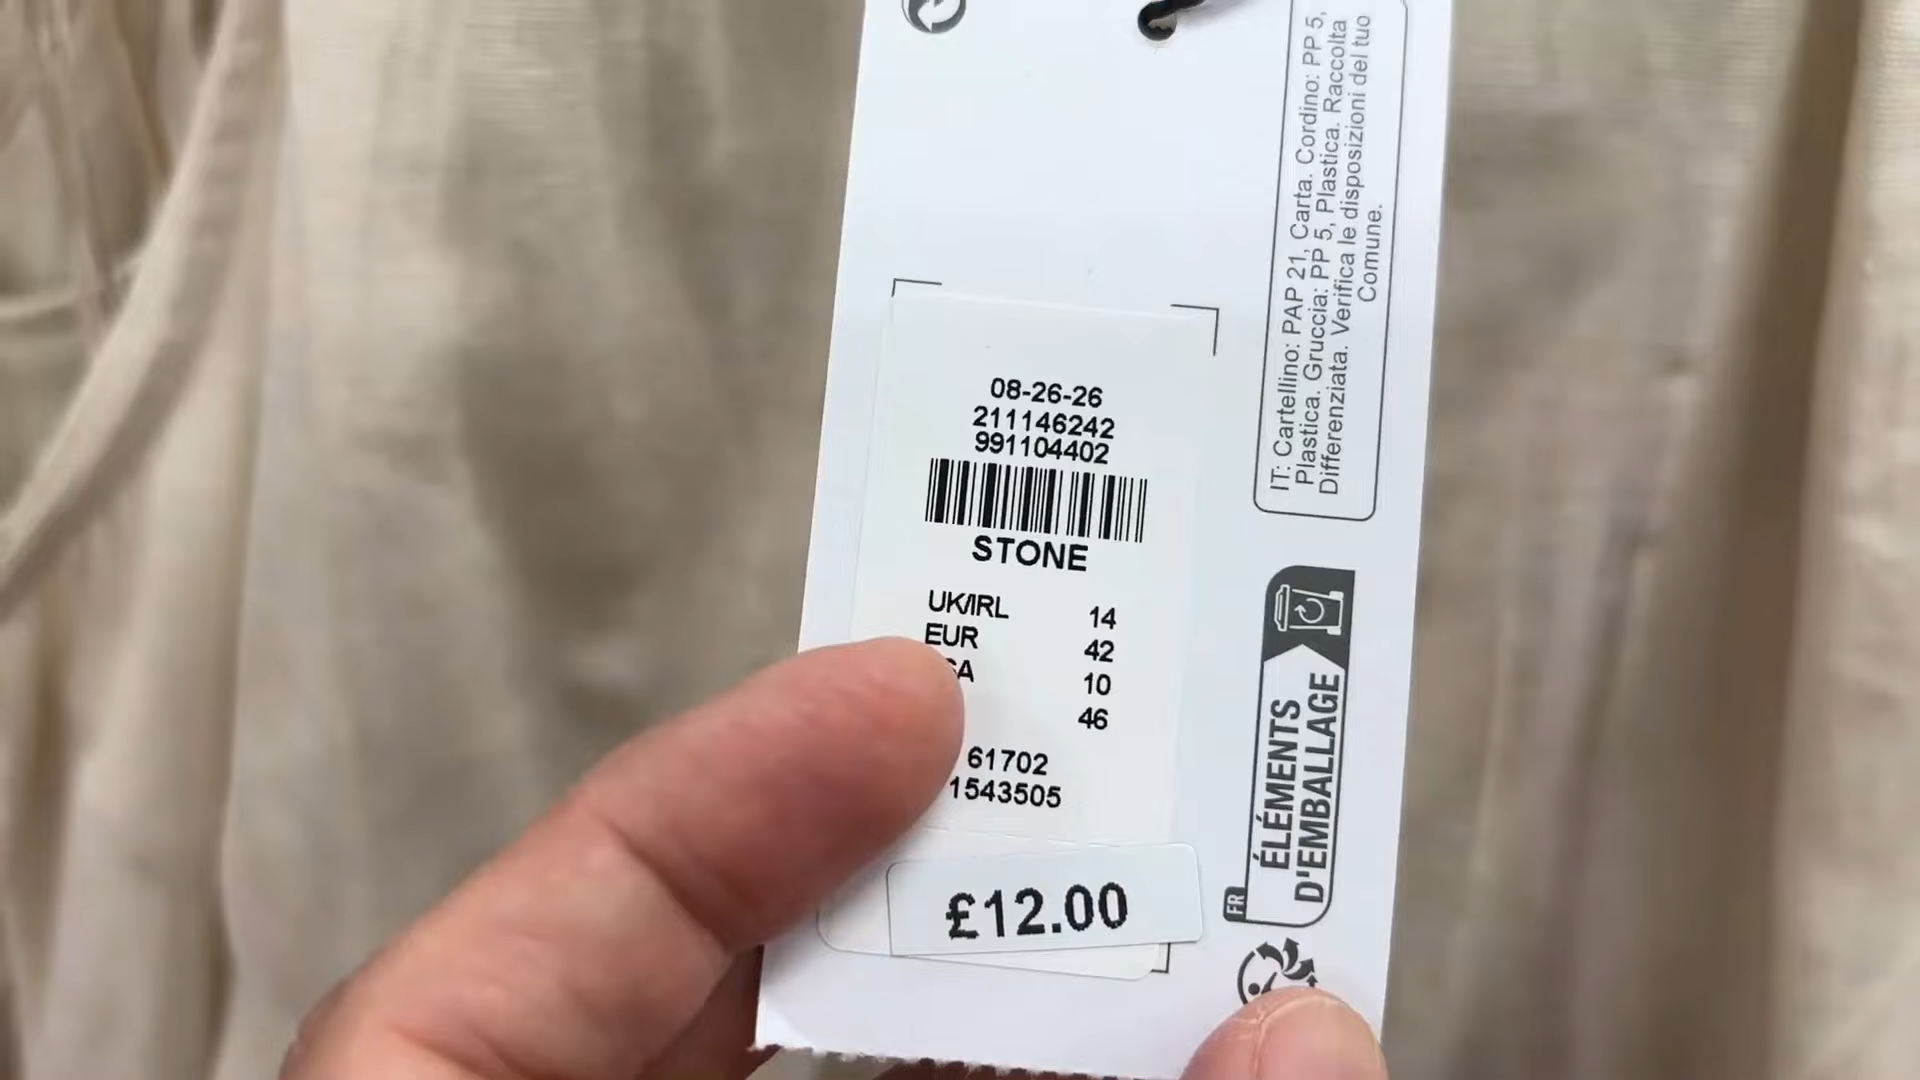 08-26-26
211146242
991104402
STONE
UK/IRL 14
EUR 42
10
46
61702
1543505
£12.00
IT: Cartellino: PAP 21, Carta. Cordino: PP 5,
Plastica. Gruccia: PP 5, Plastica. Raccolta
Differenziata. Verifica le disposizioni del tuo
Comune.
FR
ÉLÉMENTS
D'EMBALLAGE